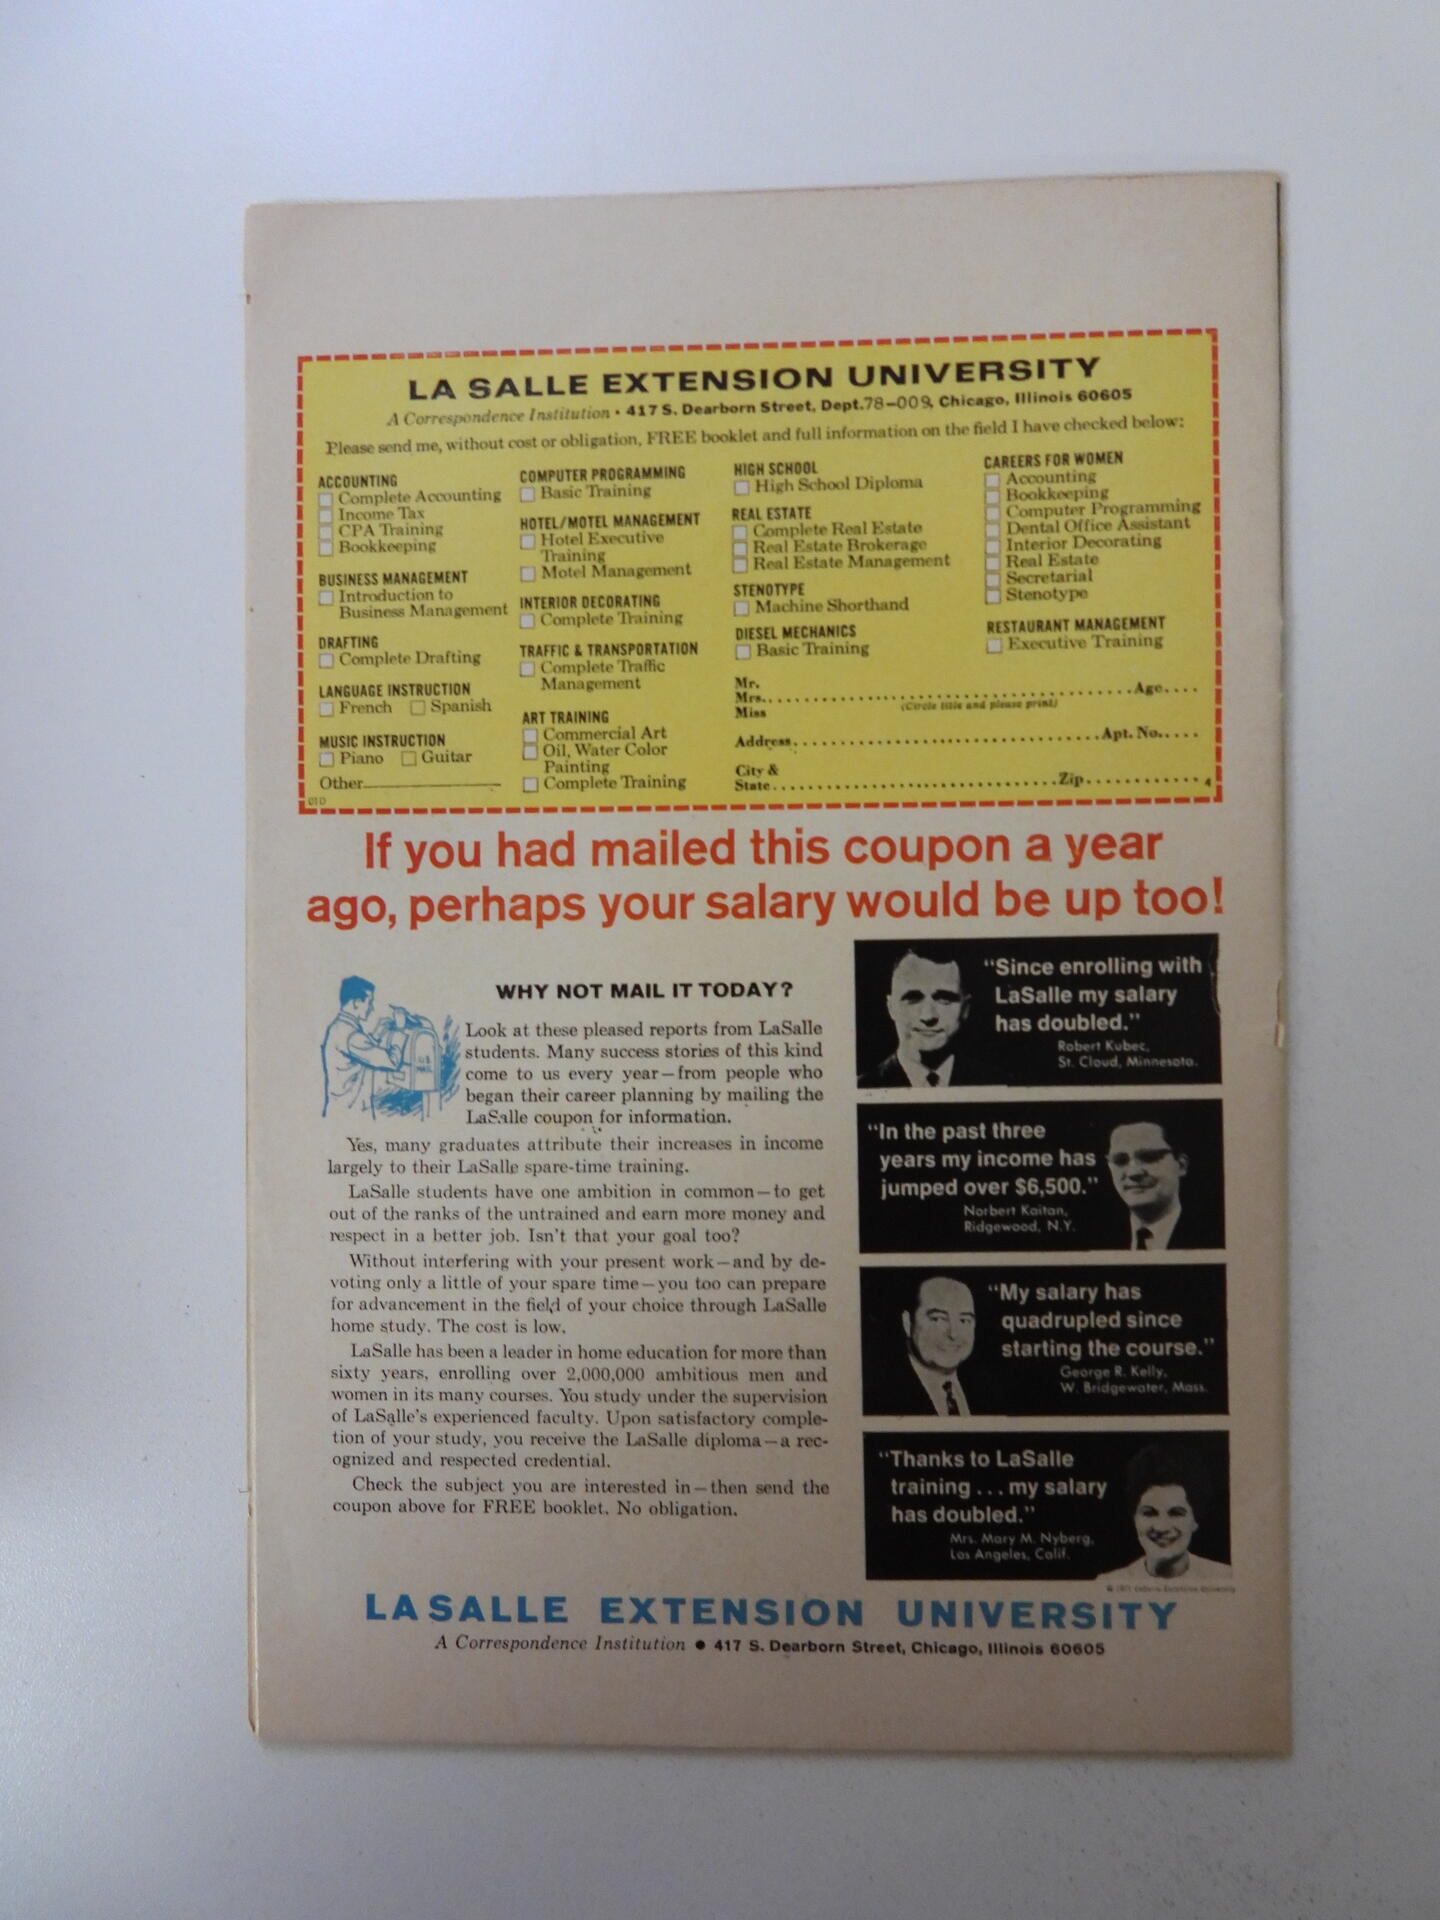 LA SALLE EXTENSION UNIVERSITY
A Correspondence Institution • 417 S. Dearborn Street, Dept. 78-009, Chicago, Illinois 60605
Please send me, without cost or obligation, FREE booklet and full information on the field I have checked below:
ACCOUNTING
Complete Accounting
Income Tax
CPA Training
Bookkeeping
BUSINESS MANAGEMENT
Introduction to
Business Management
DRAFTING
Complete Drafting
LANGUAGE INSTRUCTION
French Spanish
MUSIC INSTRUCTION
Piano Guitar
Other
010
COMPUTER PROGRAMMING
Basic Training
HOTEL/MOTEL MANAGEMENT
Hotel Executive
Training
Motel Management
INTERIOR DECORATING
Complete Training
TRAFFIC & TRANSPORTATION
Complete Traffic
Management
ART TRAINING
Commercial Art
Oil, Water Color
Painting
Complete Training
HIGH SCHOOL
High School Diploma
REAL ESTATE
Complete Real Estate
Real Estate Brokerage
Real Estate Management
STENOTYPE
Machine Shorthand
DIESEL MECHANICS
Basic Training
CAREERS FOR WOMEN
Accounting
Bookkeeping
Computer Programming
Dental Office Assistant
Interior Decorating
Real Estate
Secretarial
Stenotype
RESTAURANT MANAGEMENT
Executive Training
Mr.
Mrs. Age
Miss (Circle title and please print)
Address Apt. No.
City &
State Zip 4
If you had mailed this coupon a year
ago, perhaps your salary would be up too!
U.S.
MAIL
WHY NOT MAIL IT TODAY?
Look at these pleased reports from LaSalle
students. Many success stories of this kind
come to us every year—from people who
began their career planning by mailing the
LaSalle coupon for information.
Yes, many graduates attribute their increases in income
largely to their LaSalle spare-time training.
LaSalle students have one ambition in common—to get
out of the ranks of the untrained and earn more money and
respect in a better job. Isn't that your goal too?
Without interfering with your present work—and by de-
voting only a little of your spare time—you too can prepare
for advancement in the field of your choice through LaSalle
home study. The cost is low.
LaSalle has been a leader in home education for more than
sixty years, enrolling over 2,000,000 ambitious men and
women in its many courses. You study under the supervision
of LaSalle's experienced faculty. Upon satisfactory comple-
tion of your study, you receive the LaSalle diploma—a rec-
ognized and respected credential.
Check the subject you are interested in—then send the
coupon above for FREE booklet. No obligation.
"Since enrolling with
LaSalle my salary
has doubled."
Robert Kubec,
St. Cloud, Minnesota.
"In the past three
years my income has
jumped over $6,500."
Norbert Kaitan,
Ridgewood, N.Y.
"My salary has
quadrupled since
starting the course."
George R. Kelly,
W. Bridgewater, Mass.
"Thanks to LaSalle
training . . . my salary
has doubled."
Mrs. Mary M. Nyberg,
Los Angeles, Calif.
© 1971 LaSalle Extension University
LA SALLE EXTENSION UNIVERSITY
A Correspondence Institution • 417 S. Dearborn Street, Chicago, Illinois 60605